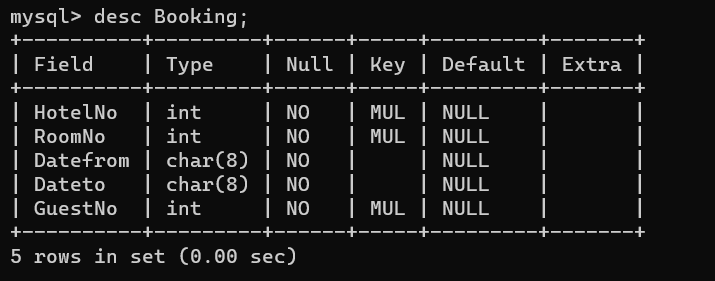 mysql> desc Booking;
+----------+---------+------+-----+---------+-------+
| Field    | Type    | Null | Key | Default | Extra |
+----------+---------+------+-----+---------+-------+
| HotelNo  | int     | NO   | MUL | NULL    |       |
| RoomNo   | int     | NO   | MUL | NULL    |       |
| Datefrom | char(8) | NO   |     | NULL    |       |
| Dateto   | char(8) | NO   |     | NULL    |       |
| GuestNo  | int     | NO   | MUL | NULL    |       |
+----------+---------+------+-----+---------+-------+
5 rows in set (0.00 sec)